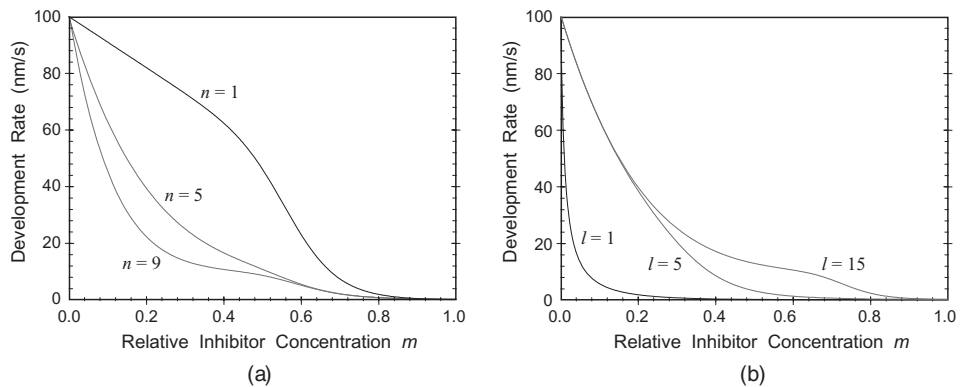 Development Rate (nm/s)
100
80
60
40
20
0
n = 1
n = 5
n = 9
0.0 0.2 0.4 0.6 0.8 1.0
Relative Inhibitor Concentration m
(a)
Development Rate (nm/s)
100
80
60
40
20
0
l = 1
l = 5
l = 15
0.0 0.2 0.4 0.6 0.8 1.0
Relative Inhibitor Concentration m
(b)